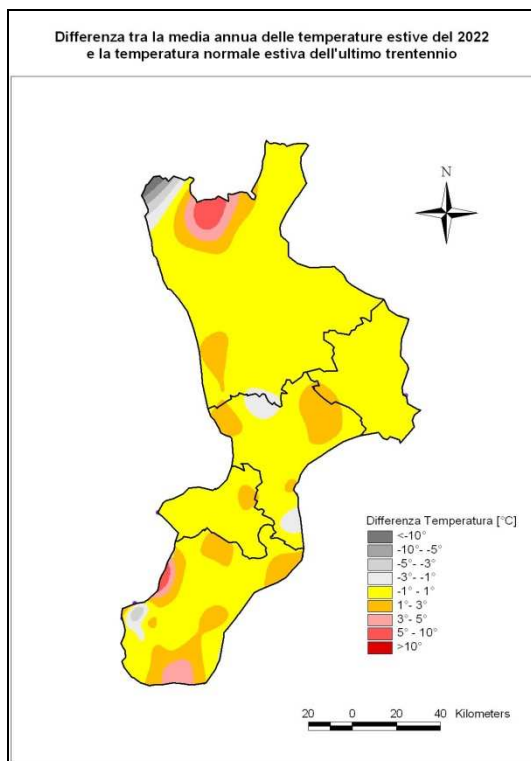 Differenza tra la media annua delle temperature estive del 2022
e la temperatura normale estiva dell'ultimo trentennio
N
Differenza Temperatura [°C]
<-10°
-10°- -5°
-5°- -3°
-3°- -1°
-1°- 1°
1°- 3°
3°- 5°
5° - 10°
>10°
20 0 20 40 Kilometers